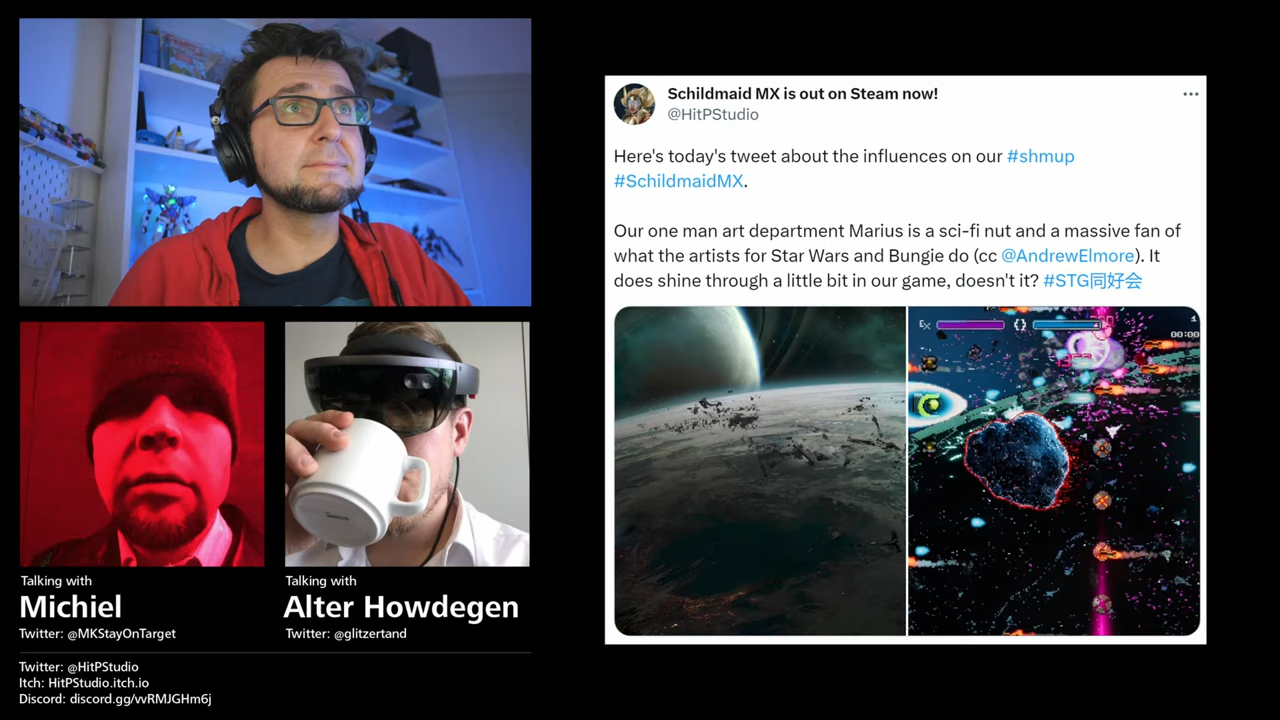 Talking with
Michiel
Twitter: @MKStayOnTarget
Talking with
Alter Howdegen
Twitter: @glitzertand
Twitter: @HitPStudio
Itch: HitPStudio.itch.io
Discord: discord.gg/vvRMJGHm6j
Schildmaid MX is out on Steam now!
@HitPStudio
Here's today's tweet about the influences on our #shmup
#SchildmaidMX.
Our one man art department Marius is a sci-fi nut and a massive fan of
what the artists for Star Wars and Bungie do (cc @AndrewElmore). It
does shine through a little bit in our game, doesn't it? #STG同好会
Ex
1
00:00